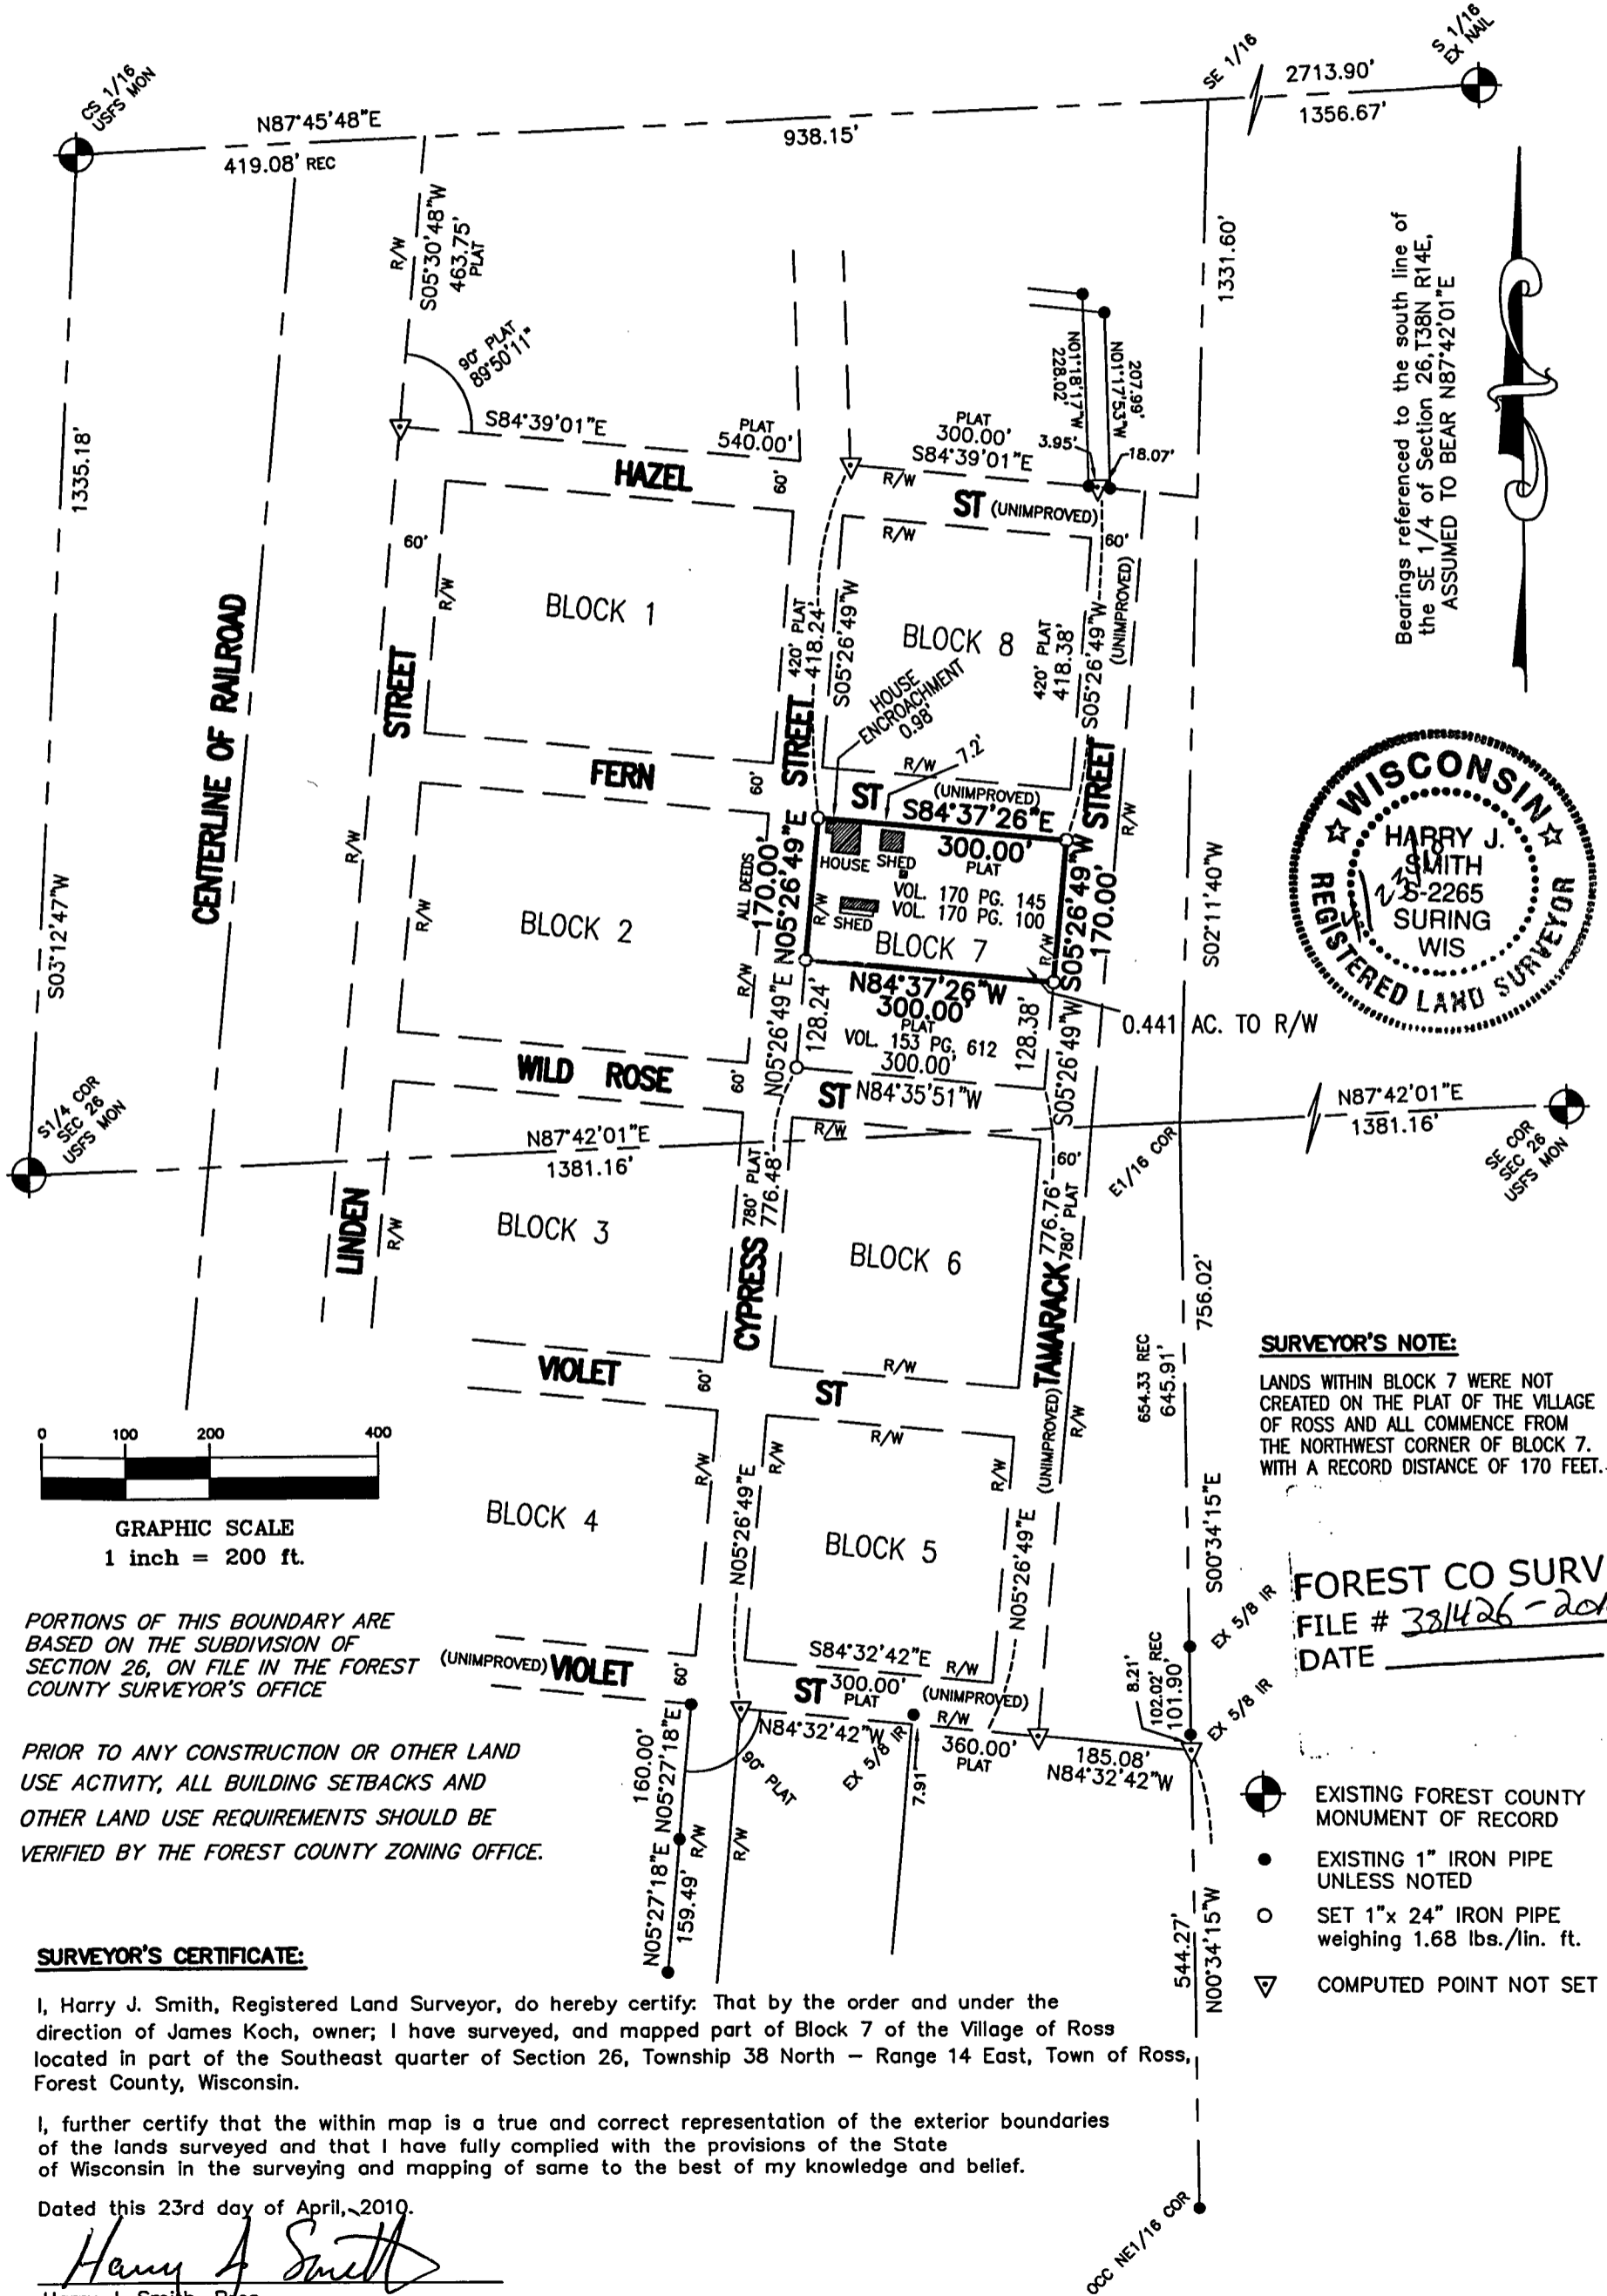 CS 1/16
USFS MON
N87°45'48"E
419.08' REC
938.15'
SE 1/16
2713.90'
1356.67'
S 1/16
EX NAIL
1335.18'
S03°12'47"W
R/W
S05°30'48"W
463.75'
PLAT
90° PLAT
89°50'11"
S84°39'01"E
PLAT
540.00'
HAZEL
60'
PLAT
300.00'
S84°39'01"E
R/W
3.95'
18.07'
N01°18'17"W
228.02'
207.99'
N01°17'53"W
ST (UNIMPROVED)
R/W
60'
(UNIMPROVED)
1331.60'
Bearings referenced to the south line of
the SE 1/4 of Section 26,T38N R14E,
ASSUMED TO BEAR N87°42'01"E
CENTERLINE OF RAILROAD
STREET
60'
R/W
BLOCK 1
420' PLAT
418.24'
S05°26'49"W
BLOCK 8
420' PLAT
418.38'
S05°26'49"W
HOUSE
ENCROACHMENT
0.98'
7.2'
STREET
STREET
R/W
FERN
60'
R/W
ST
(UNIMPROVED)
S84°37'26"E
300.00'
PLAT
HOUSE
SHED
VOL. 170 PG. 145
VOL. 170 PG. 100
SHED
BLOCK 7
R/W
R/W
ALL DEEDS
170.00'
N05°26'49"E
S05°26'49"W
170.00'
R/W
R/W
BLOCK 2
R/W
N84°37'26"W
300.00'
PLAT
VOL. 153 PG. 612
300.00'
N05°26'49"E
128.24'
128.38'
S05°26'49"W
0.441 AC. TO R/W
S02°11'40"W
WISCONSIN
HARRY J.
SMITH
S-2265
SURING
WIS
REGISTERED LAND SURVEYOR
WILD ROSE
60'
ST
N84°35'51"W
R/W
S1/4 COR
SEC 26
USFS MON
N87°42'01"E
1381.16'
N87°42'01"E
1381.16'
SE COR
SEC 26
USFS MON
E1/16 COR
60'
LINDEN
R/W
BLOCK 3
CYPRESS
780' PLAT
776.48'
BLOCK 6
TAMARACK
776.76'
780' PLAT
(UNIMPROVED)
R/W
756.02'
654.33 REC
645.91'
S00°34'15"E
VIOLET
60'
R/W
ST
R/W
R/W
R/W
R/W
0 100 200 400
GRAPHIC SCALE
1 inch = 200 ft.
BLOCK 4
N05°26'49"E
BLOCK 5
N05°26'49"E
SURVEYOR'S NOTE:
LANDS WITHIN BLOCK 7 WERE NOT
CREATED ON THE PLAT OF THE VILLAGE
OF ROSS AND ALL COMMENCE FROM
THE NORTHWEST CORNER OF BLOCK 7.
WITH A RECORD DISTANCE OF 170 FEET.
FOREST CO SURV
FILE # 381426-201
DATE
PORTIONS OF THIS BOUNDARY ARE
BASED ON THE SUBDIVISION OF
SECTION 26, ON FILE IN THE FOREST
COUNTY SURVEYOR'S OFFICE
(UNIMPROVED) VIOLET
60'
S84°32'42"E
R/W
ST
300.00'
PLAT
(UNIMPROVED)
N84°32'42"W
R/W
EX 5/8 IR
360.00'
PLAT
185.08'
N84°32'42"W
7.91'
90° PLAT
160.00'
N05°27'18"E
N05°27'18"E
159.49'
R/W
R/W
8.21'
102.02' REC
101.90'
EX 5/8 IR
EX 5/8 IR
PRIOR TO ANY CONSTRUCTION OR OTHER LAND
USE ACTIVITY, ALL BUILDING SETBACKS AND
OTHER LAND USE REQUIREMENTS SHOULD BE
VERIFIED BY THE FOREST COUNTY ZONING OFFICE.
EXISTING FOREST COUNTY
MONUMENT OF RECORD
EXISTING 1" IRON PIPE
UNLESS NOTED
SET 1"x 24" IRON PIPE
weighing 1.68 lbs./lin. ft.
COMPUTED POINT NOT SET
544.27'
N00°34'15"W
OCC NE1/16 COR
SURVEYOR'S CERTIFICATE:
I, Harry J. Smith, Registered Land Surveyor, do hereby certify: That by the order and under the
direction of James Koch, owner; I have surveyed, and mapped part of Block 7 of the Village of Ross
located in part of the Southeast quarter of Section 26, Township 38 North – Range 14 East, Town of Ross,
Forest County, Wisconsin.
I, further certify that the within map is a true and correct representation of the exterior boundaries
of the lands surveyed and that I have fully complied with the provisions of the State
of Wisconsin in the surveying and mapping of same to the best of my knowledge and belief.
Dated this 23rd day of April, 2010.
Harry J Smith